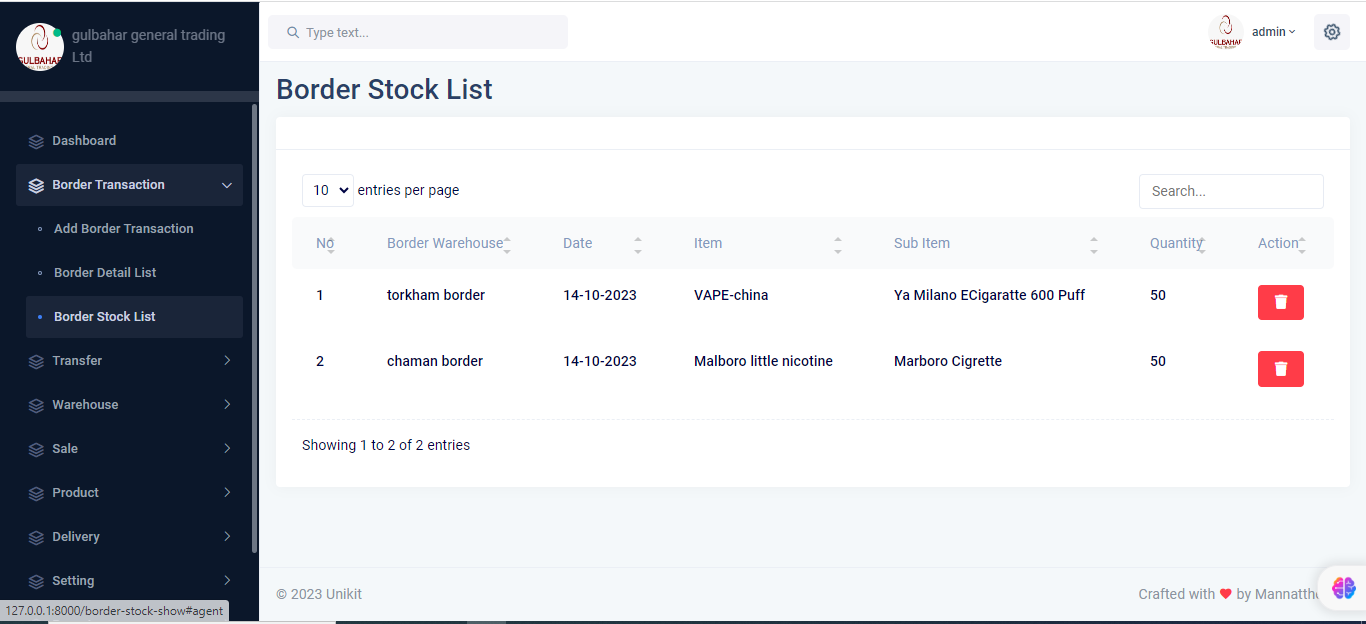 gulbahar general trading
Ltd
GULBAHAR
Type text...
GULBAHAR
admin
Border Stock List
Dashboard
Border Transaction
Add Border Transaction
Border Detail List
Border Stock List
Transfer
Warehouse
Sale
Product
Delivery
Setting
10 entries per page
Search...
No Border Warehouse Date Item Sub Item Quantity Action
1 torkham border 14-10-2023 VAPE-china Ya Milano ECigaratte 600 Puff 50
2 chaman border 14-10-2023 Malboro little nicotine Marboro Cigrette 50
Showing 1 to 2 of 2 entries
© 2023 Unikit
Crafted with ♥ by Mannatth
127.0.0.1:8000/border-stock-show#agent